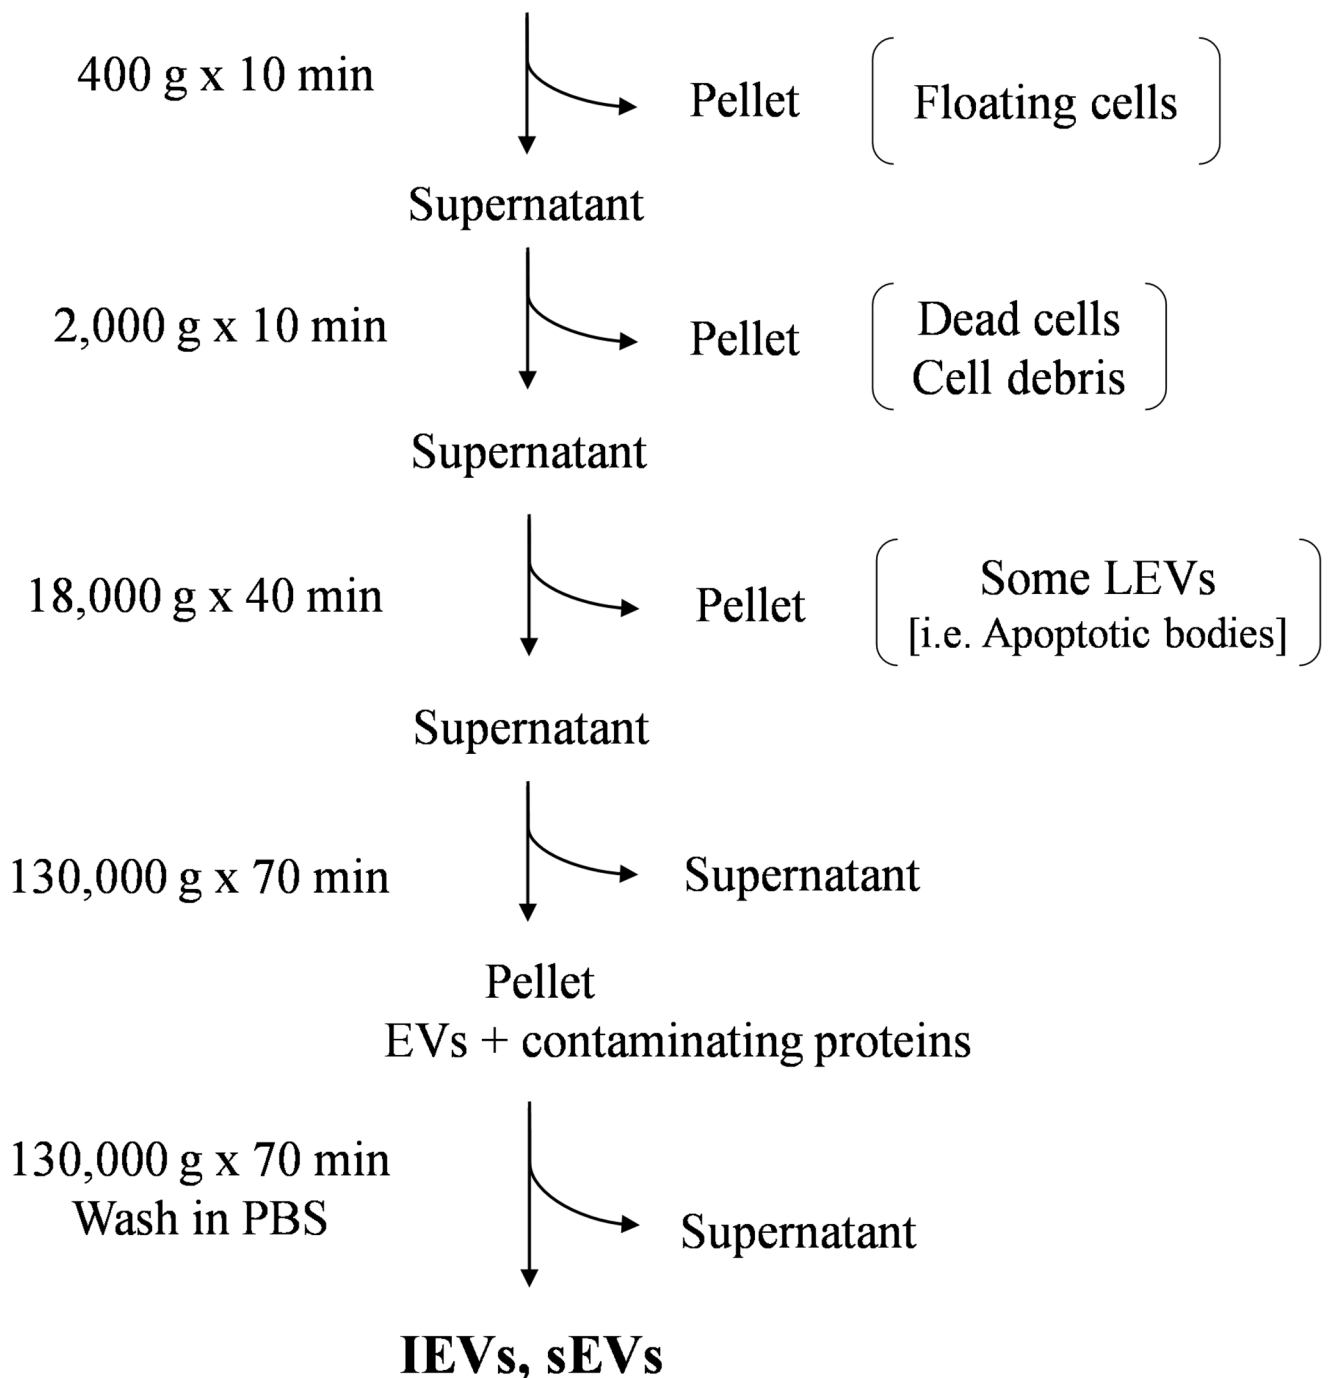 400 g x 10 min
Pellet
Floating cells
Supernatant
2,000 g x 10 min
Pellet
Dead cells
Cell debris
Supernatant
18,000 g x 40 min
Pellet
Some LEVs
[i.e. Apoptotic bodies]
Supernatant
130,000 g x 70 min
Supernatant
Pellet
EVs + contaminating proteins
130,000 g x 70 min
Wash in PBS
Supernatant
lEVs, sEVs